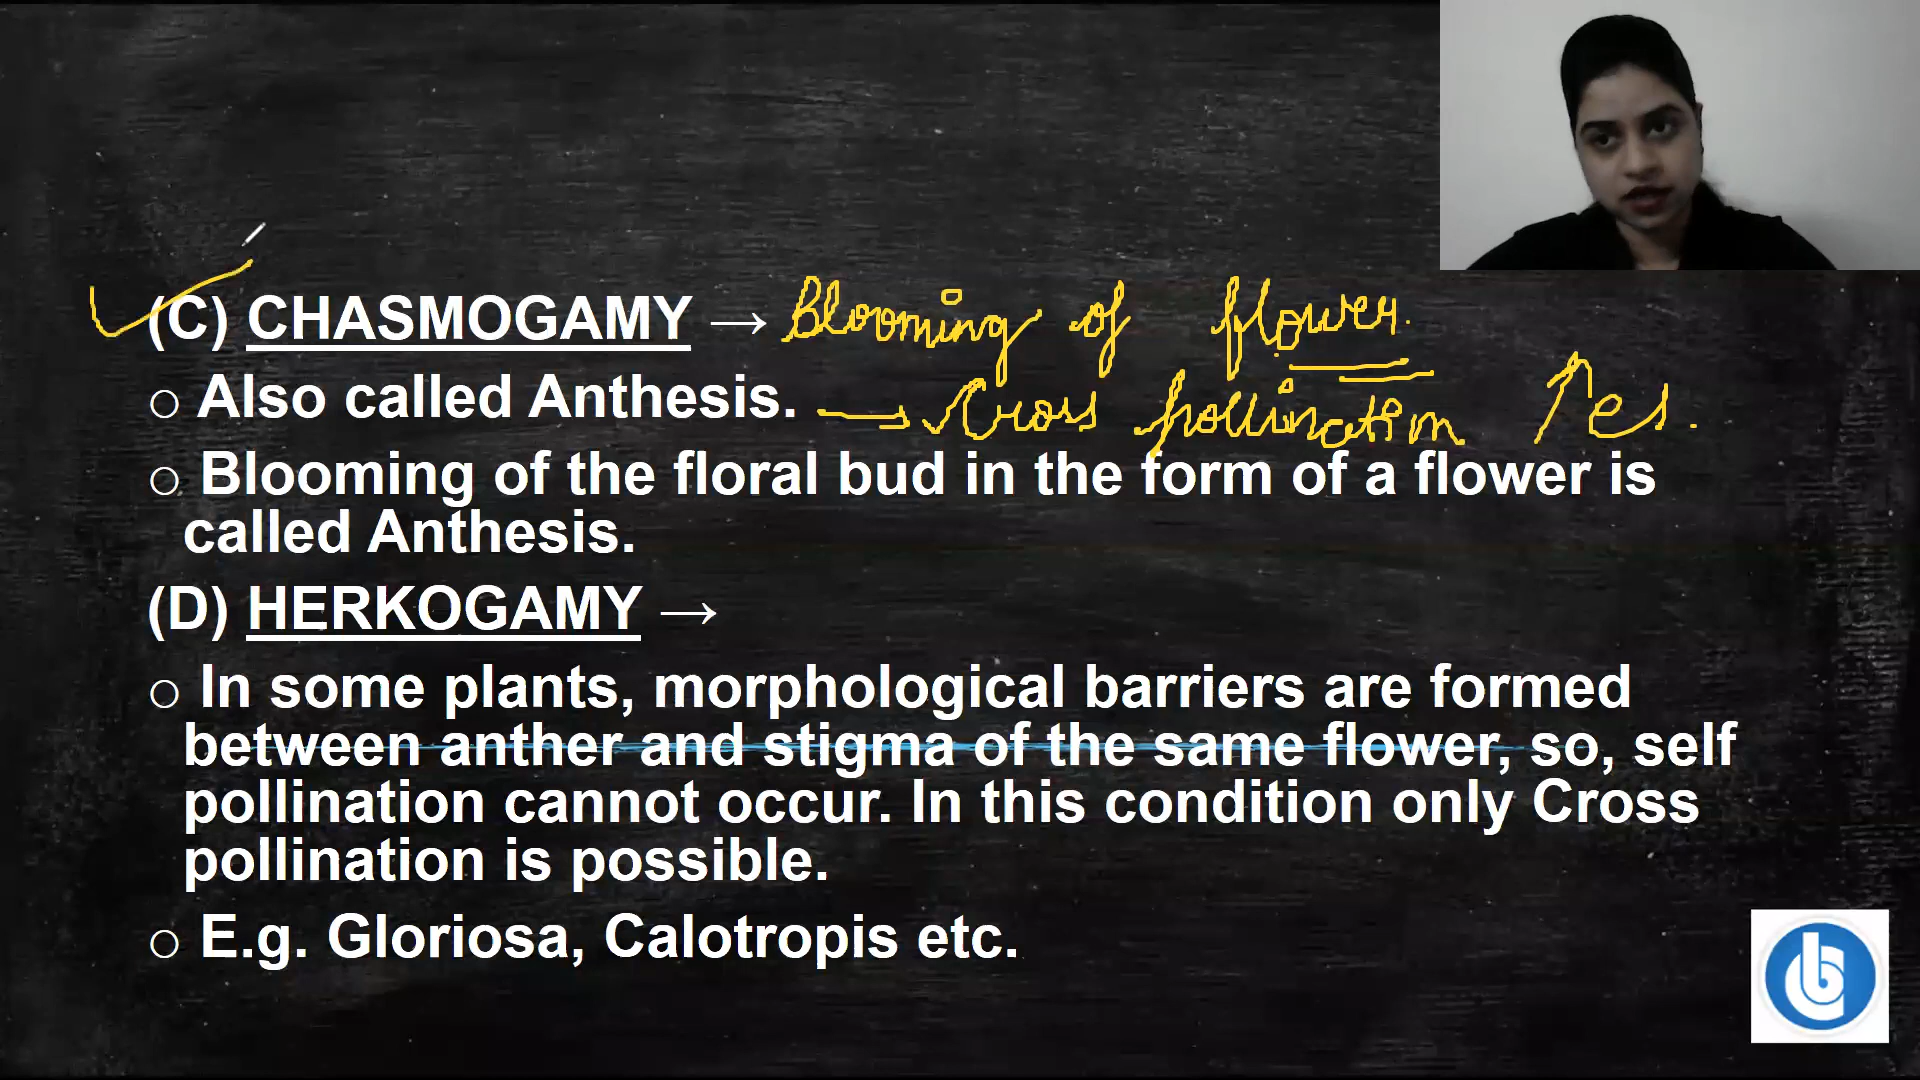 (C) CHASMOGAMY → Blooming of flower.
○ Also called Anthesis. → Cross pollination ↑es.
○ Blooming of the floral bud in the form of a flower is
called Anthesis.
(D) HERKOGAMY →
○ In some plants, morphological barriers are formed
between anther and stigma of the same flower, so, self
pollination cannot occur. In this condition only Cross
pollination is possible.
○ E.g. Gloriosa, Calotropis etc.